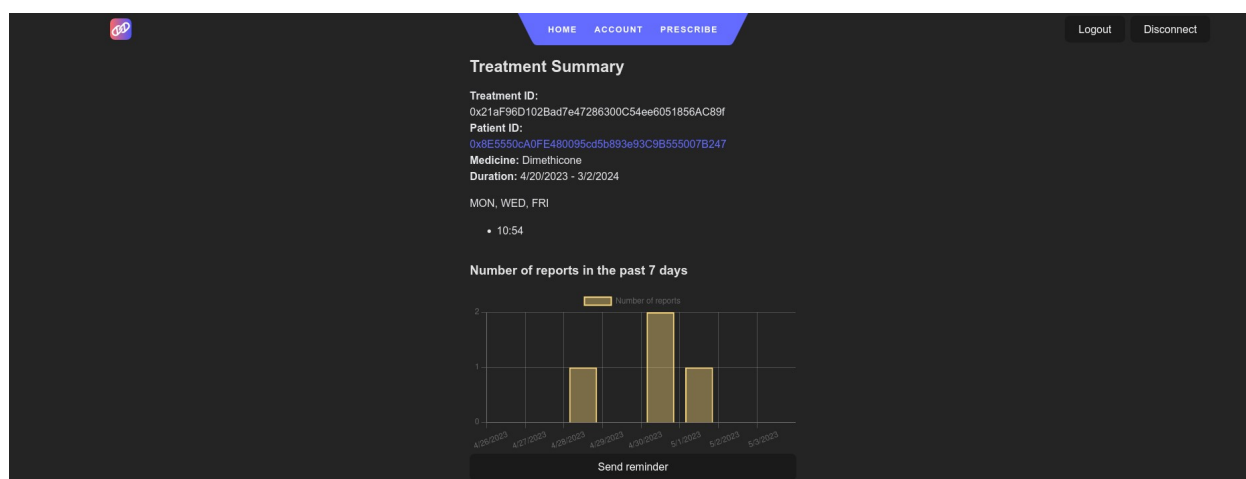 HOME ACCOUNT PRESCRIBE
Logout Disconnect
Treatment Summary
Treatment ID:
0x21aF96D102Bad7e47286300C54ee6051856AC89f
Patient ID:
0x8E5550cA0FE480095cd5b893e93C9B555007B247
Medicine: Dimethicone
Duration: 4/20/2023 - 3/2/2024
MON, WED, FRI
• 10:54
Number of reports in the past 7 days
Number of reports
2
1
0
4/26/2023 4/27/2023 4/28/2023 4/29/2023 4/30/2023 5/1/2023 5/2/2023 5/3/2023
Send reminder